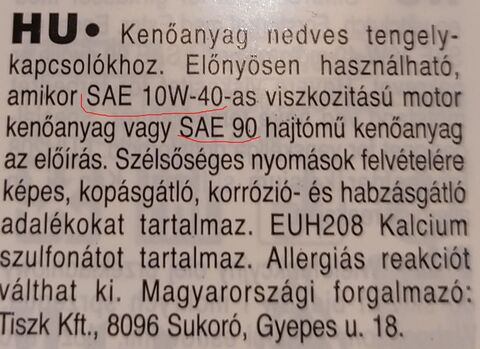 HU• Kenőanyag nedves tengely-
kapcsolókhoz. Előnyösen használható,
amikor SAE 10W-40-as viszkozitású motor
kenőanyag vagy SAE 90 hajtómű kenőanyag
az előírás. Szélsőséges nyomások felvételére
képes, kopásgátló, korrózió- és habzásgátló
adalékokat tartalmaz. EUH208 Kalcium
szulfonátot tartalmaz. Allergiás reakciót
válthat ki. Magyarországi forgalmazó:
Tiszk Kft., 8096 Sukoró, Gyepes u. 18.